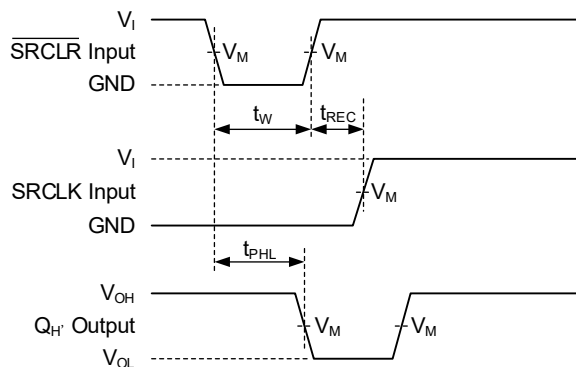 V_I
SRCLR Input
V_M
V_M
GND
t_W
t_REC
V_I
SRCLK Input
V_M
GND
t_PHL
V_OH
Q_H' Output
V_M
V_M
V_OL